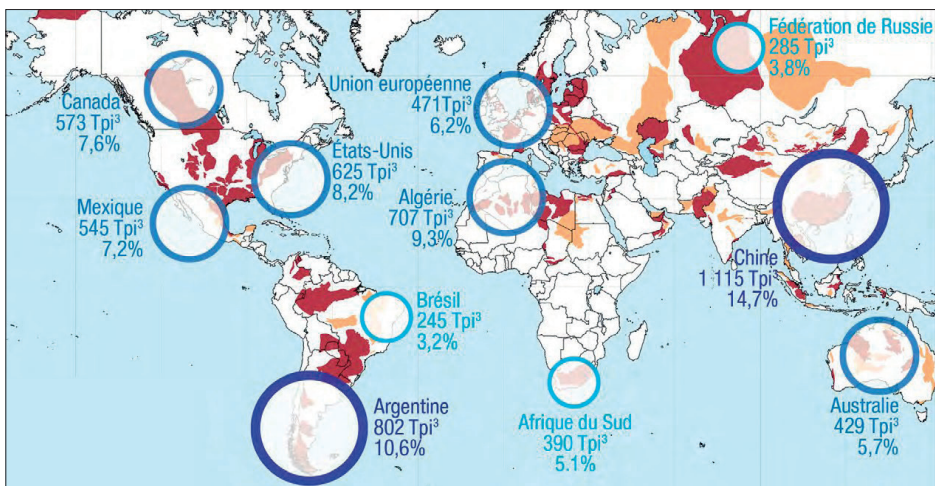 Fédération de Russie
285 Tpi³
3,8%
Union européenne
471Tpi³
6,2%
Canada
573 Tpi³
7,6%
États-Unis
625 Tpi³
8,2%
Algérie
707 Tpi³
9,3%
Mexique
545 Tpi³
7,2%
Chine
1 115 Tpi³
14,7%
Brésil
245 Tpi³
3,2%
Argentine
802 Tpi³
10,6%
Afrique du Sud
390 Tpi³
5.1%
Australie
429 Tpi³
5,7%